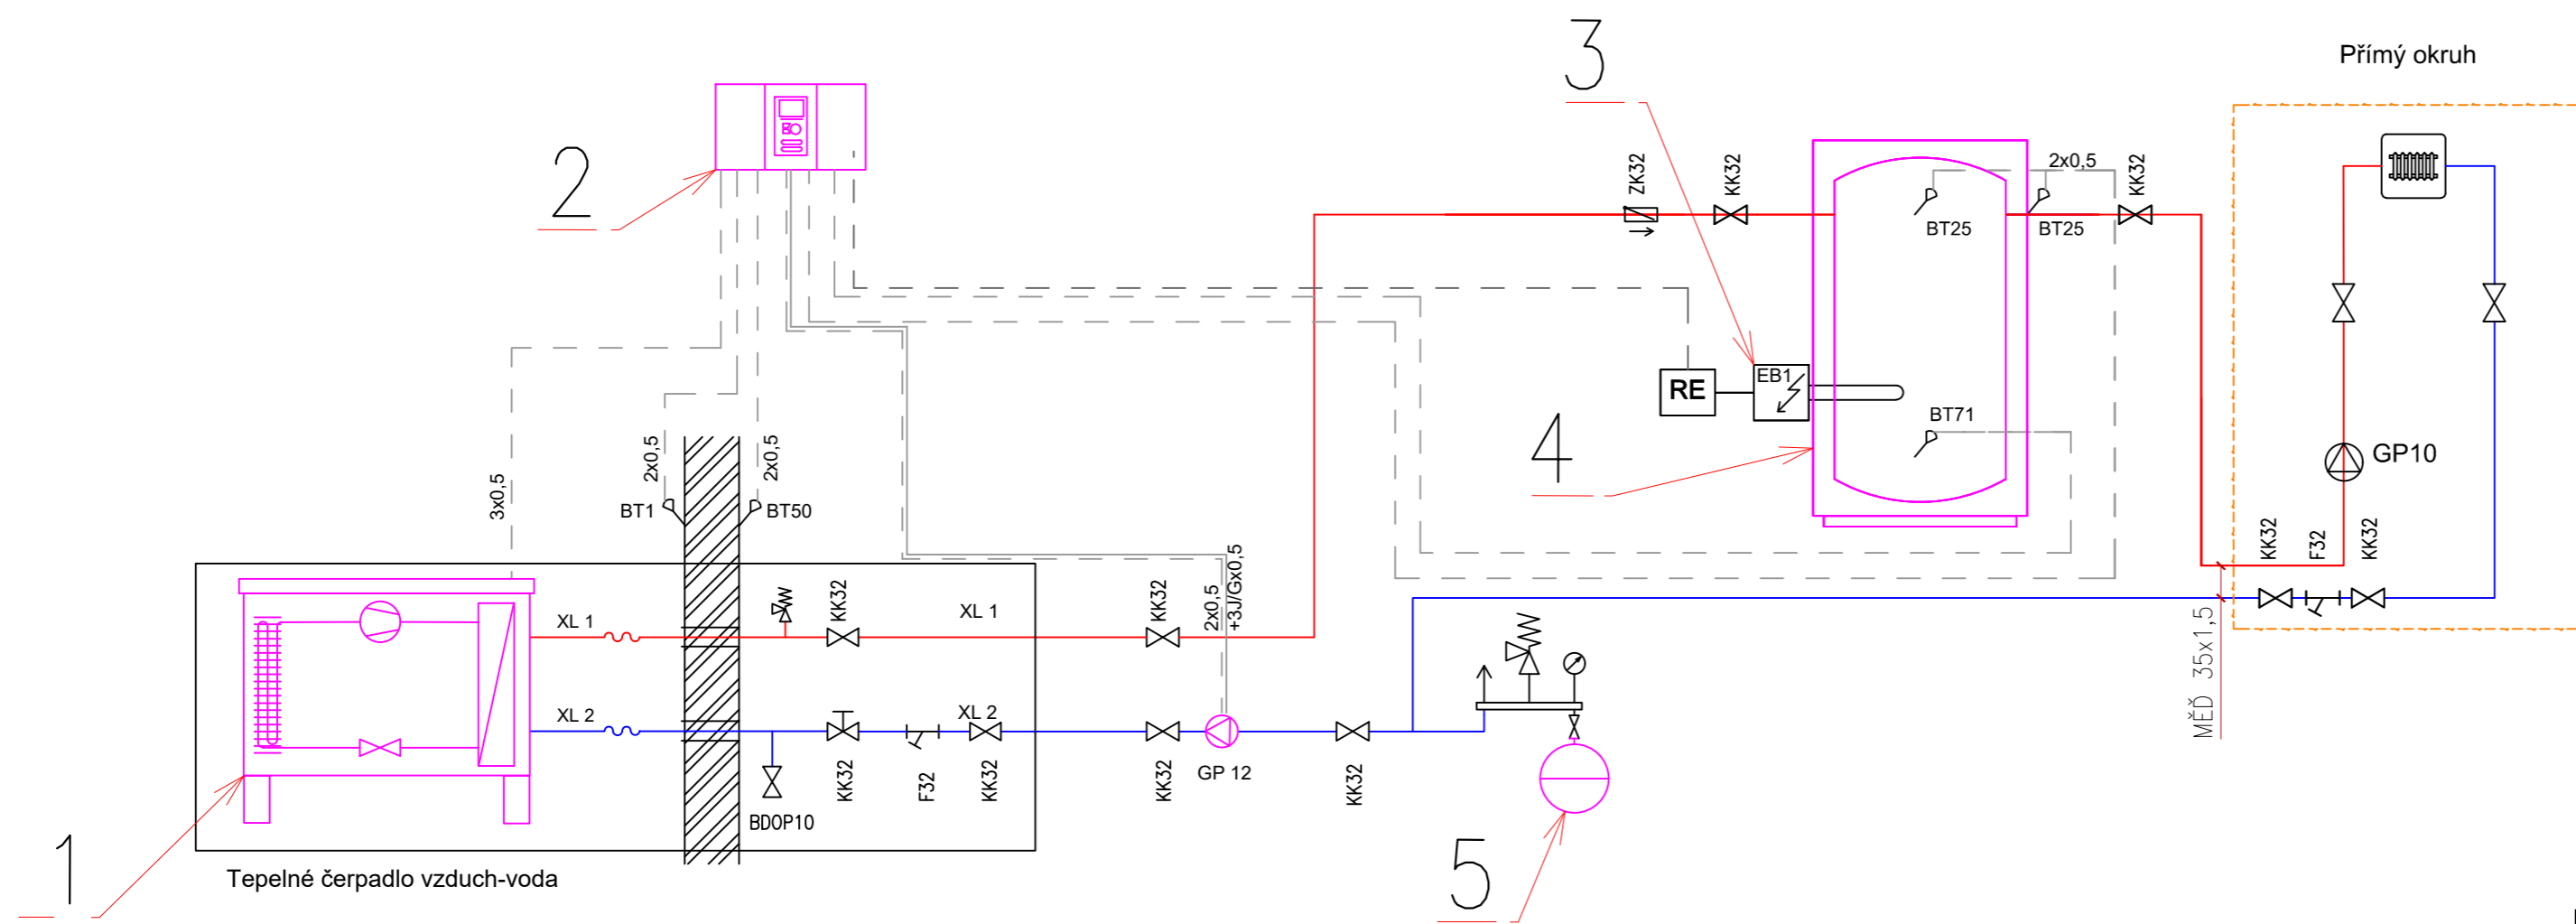 Přímý okruh
3
2
ZK32
KK32
2x0,5
KK32
BT25
BT25
RE
EB1
BT71
4
GP10
3x0,5
2x0,5
2x0,5
BT1
BT50
KK32
F32
KK32
2x0,5
+3J/Gx0,5
XL 1
KK32
XL 1
KK32
MĚĎ 35x1,5
XL 2
XL 2
KK32
F32
KK32
KK32
GP 12
KK32
BDOP10
1
Tepelné čerpadlo vzduch-voda
5